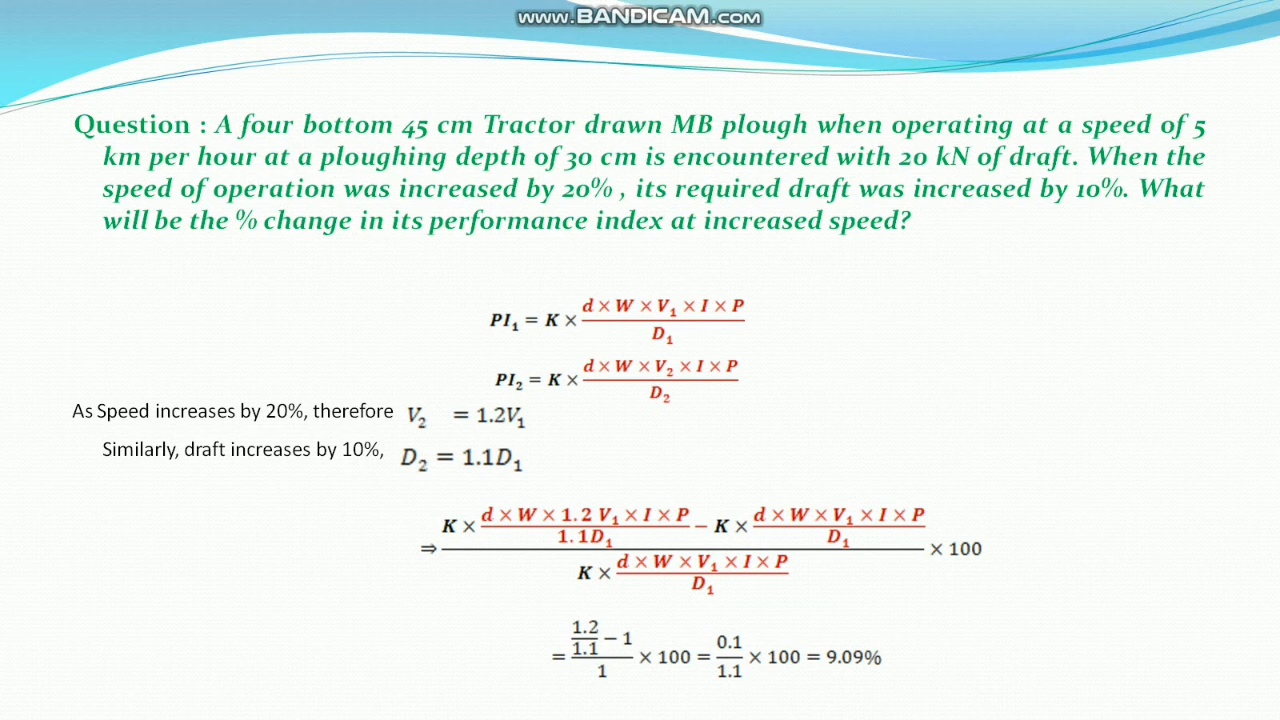 www.BANDICAM.com
Question : A four bottom 45 cm Tractor drawn MB plough when operating at a speed of 5
km per hour at a ploughing depth of 30 cm is encountered with 20 kN of draft. When the
speed of operation was increased by 20% , its required draft was increased by 10%. What
will be the % change in its performance index at increased speed?
PI₁ = K × (d × W × V₁ × I × P) / D₁
PI₂ = K × (d × W × V₂ × I × P) / D₂
As Speed increases by 20%, therefore V₂ = 1.2V₁
Similarly, draft increases by 10%, D₂ = 1.1D₁
⇒ (K × (d × W × 1.2 V₁ × I × P) / 1.1D₁ − K × (d × W × V₁ × I × P) / D₁) / (K × (d × W × V₁ × I × P) / D₁) × 100
= (1.2/1.1 − 1) / 1 × 100 = 0.1/1.1 × 100 = 9.09%